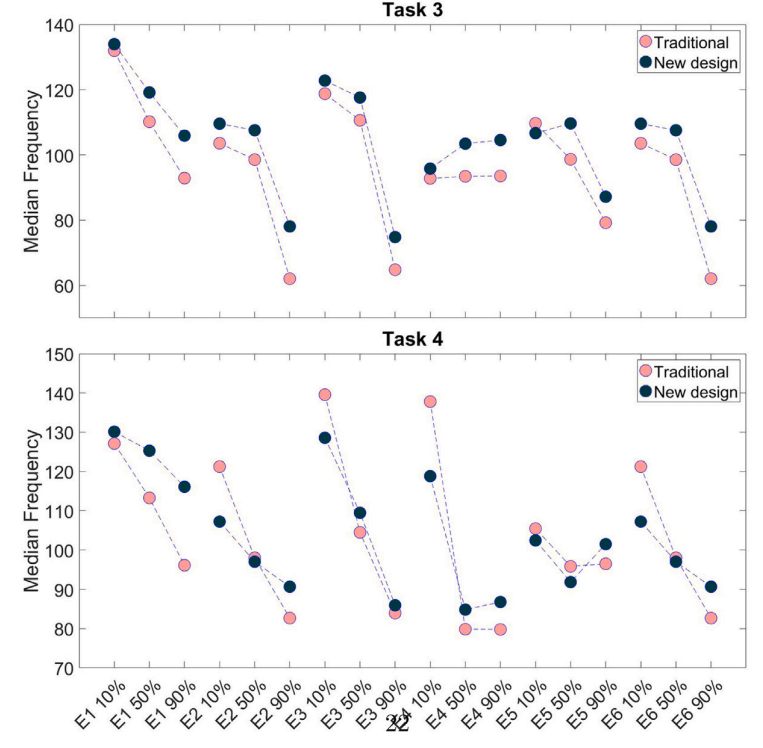 Task 3
140
120
100
80
60
Median Frequency
Traditional
New design
Task 4
150
140
130
120
110
100
90
80
70
Median Frequency
Traditional
New design
E1 10%
E1 50%
E1 90%
E2 10%
E2 50%
E2 90%
E3 10%
E3 50%
E3 90%
E4 10%
E4 50%
E4 90%
E5 10%
E5 50%
E5 90%
E6 10%
E6 50%
E6 90%
22